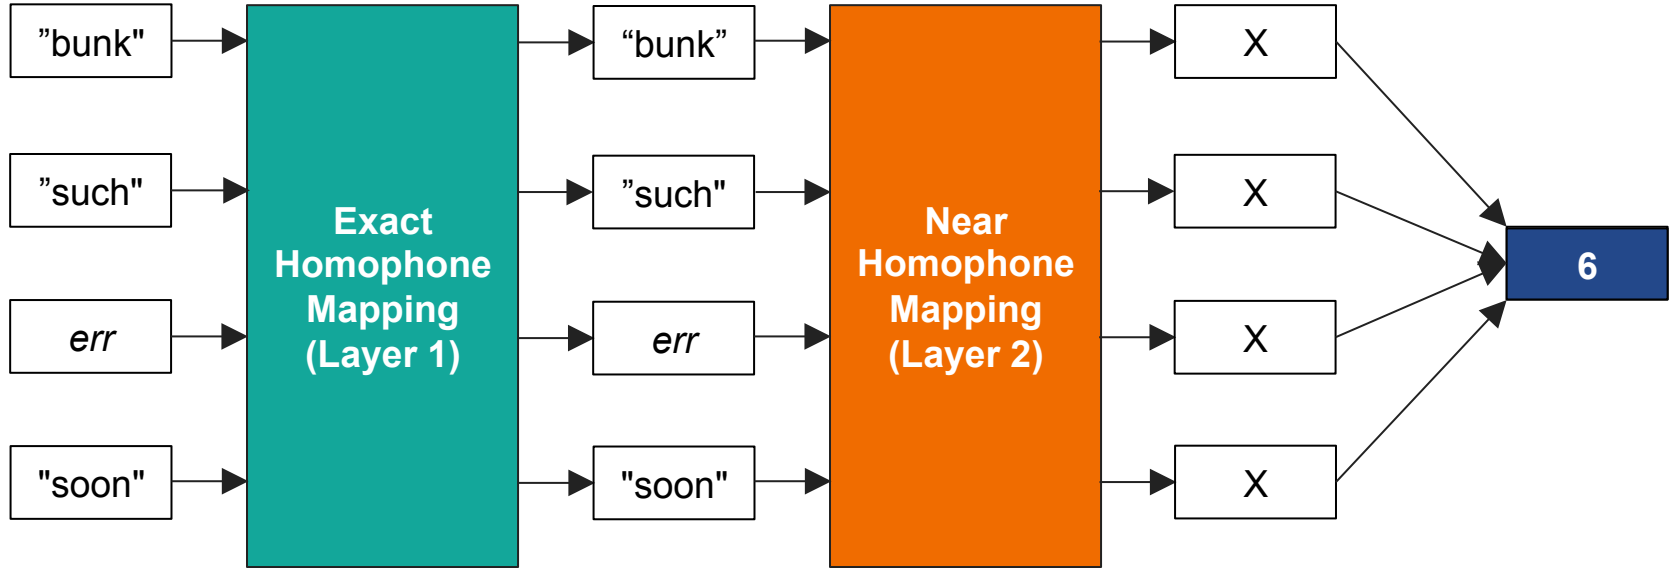 ”bunk" “bunk” X
”such" ”such" X
Exact Homophone Mapping (Layer 1)
Near Homophone Mapping (Layer 2)
6
err err X
"soon" "soon" X